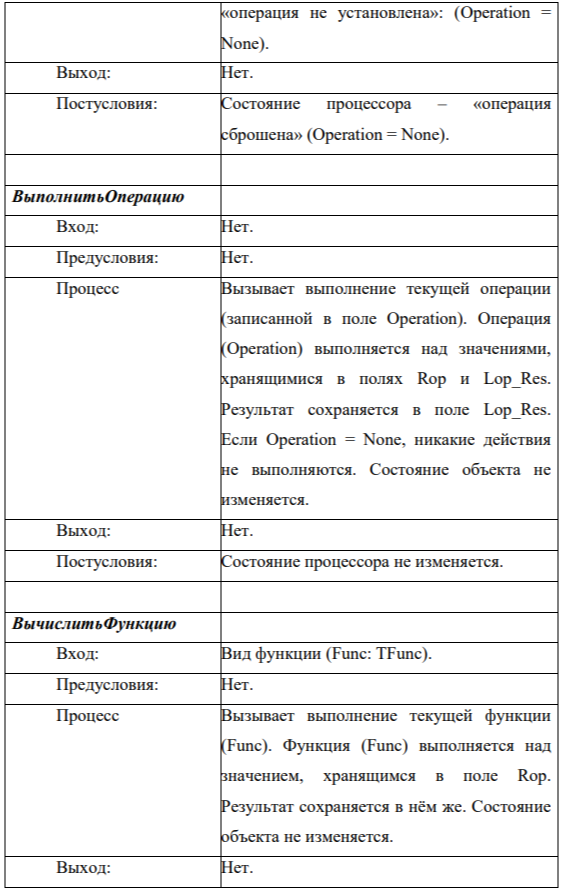 «операция не установлена»: (Operation =
None).
Выход: Нет.
Постусловия: Состояние процессора – «операция
сброшена» (Operation = None).
ВыполнитьОперацию
Вход: Нет.
Предусловия: Нет.
Процесс Вызывает выполнение текущей операции
(записанной в поле Operation). Операция
(Operation) выполняется над значениями,
хранящимися в полях Rop и Lop_Res.
Результат сохраняется в поле Lop_Res.
Если Operation = None, никакие действия
не выполняются. Состояние объекта не
изменяется.
Выход: Нет.
Постусловия: Состояние процессора не изменяется.
ВычислитьФункцию
Вход: Вид функции (Func: TFunc).
Предусловия: Нет.
Процесс Вызывает выполнение текущей функции
(Func). Функция (Func) выполняется над
значением, хранящимся в поле Rop.
Результат сохраняется в нём же. Состояние
объекта не изменяется.
Выход: Нет.